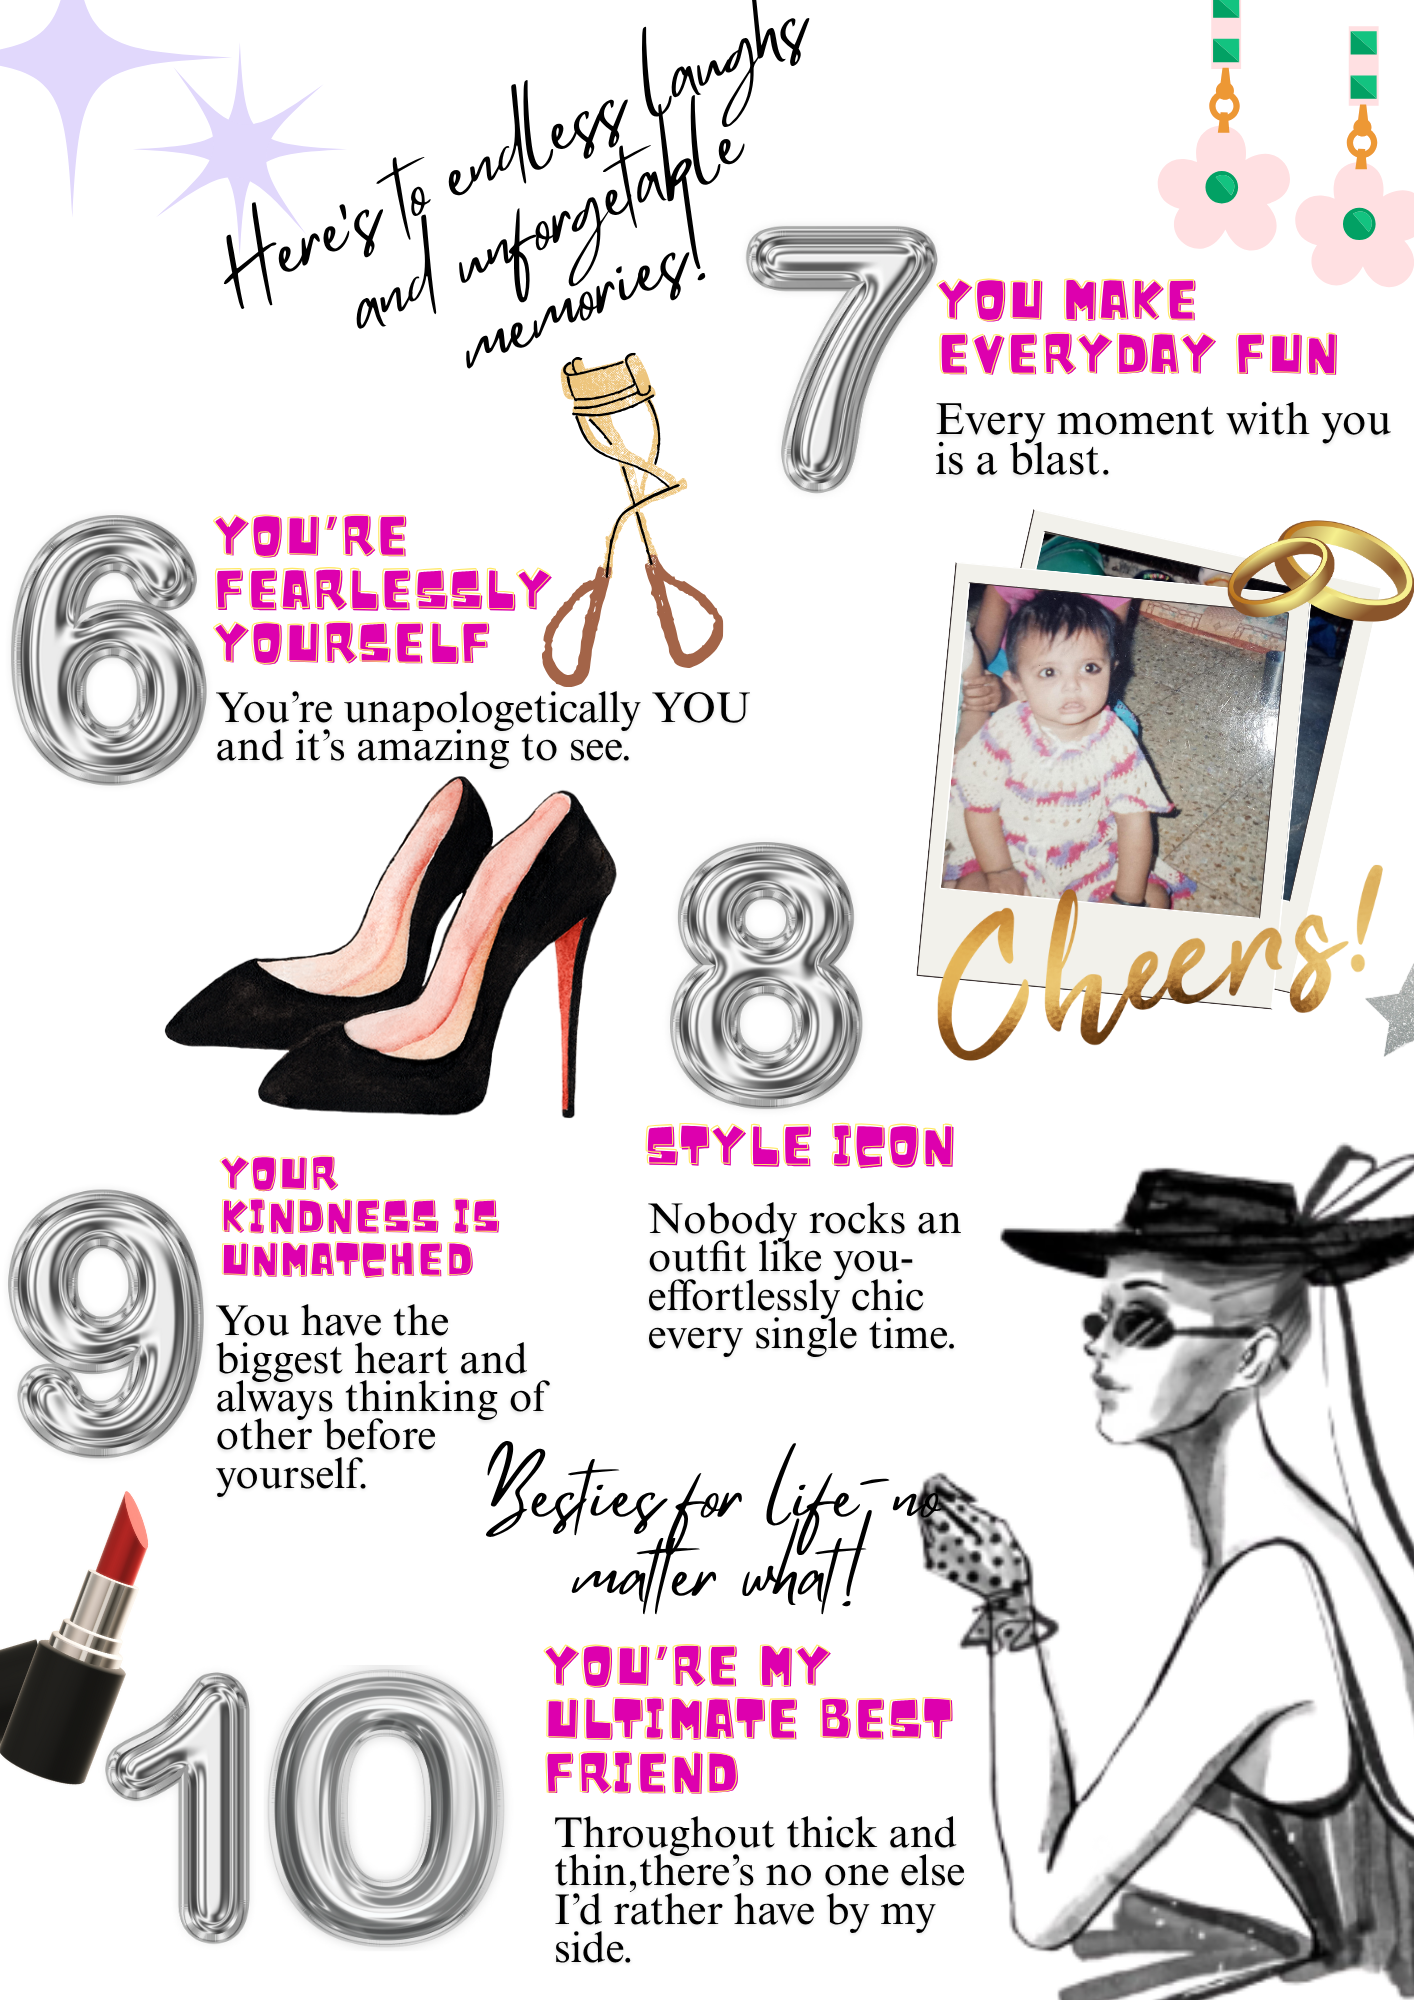 Here's to endless laughs
and unforgetable
memories!
7
YOU MAKE
EVERYDAY FUN
Every moment with you
is a blast.
6
YOU'RE
FEARLESSLY
YOURSELF
You're unapologetically YOU
and it's amazing to see.
Cheers!
8
STYLE ICON
Nobody rocks an
outfit like you-
effortlessly chic
every single time.
9
YOUR
KINDNESS IS
UNMATCHED
You have the
biggest heart and
always thinking of
other before
yourself.
Besties for life-no
matter what!
10
YOU'RE MY
ULTIMATE BEST
FRIEND
Throughout thick and
thin,there's no one else
I'd rather have by my
side.